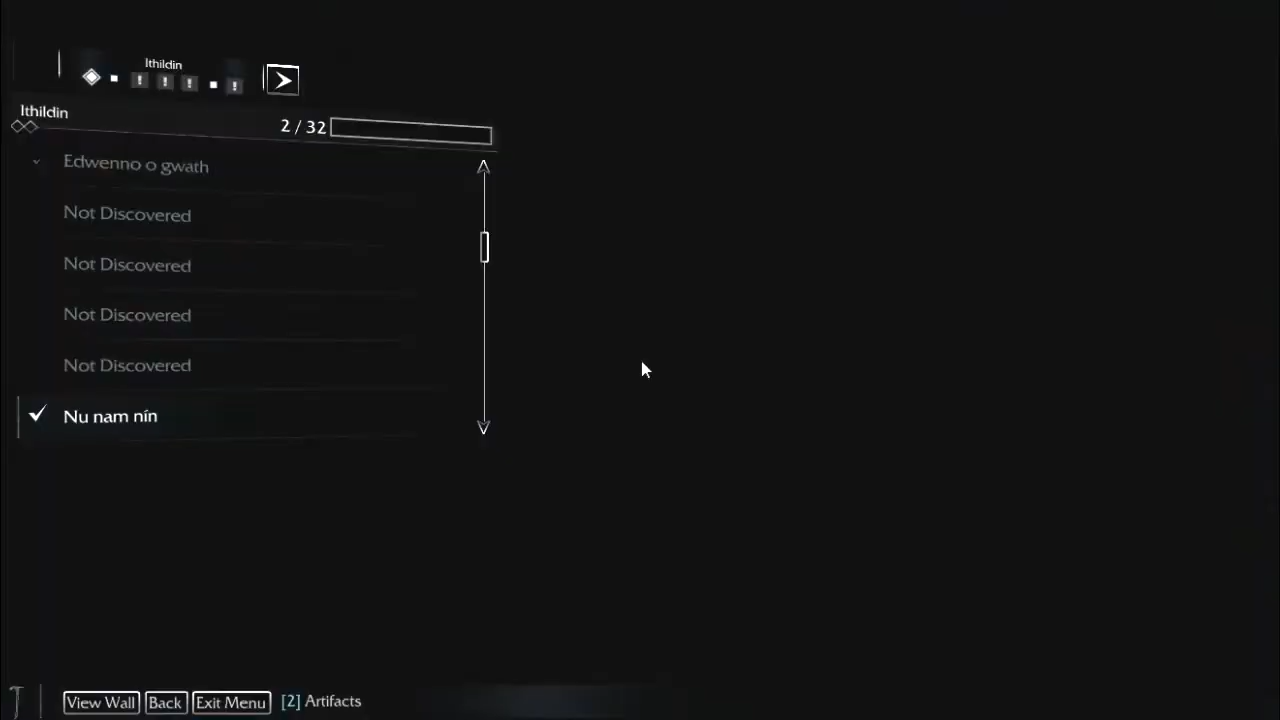 Ithildin
Ithildin
2 / 32
Edwenno o gwath
Not Discovered
Not Discovered
Not Discovered
Not Discovered
Nu nam nín
View Wall Back Exit Menu [2] Artifacts